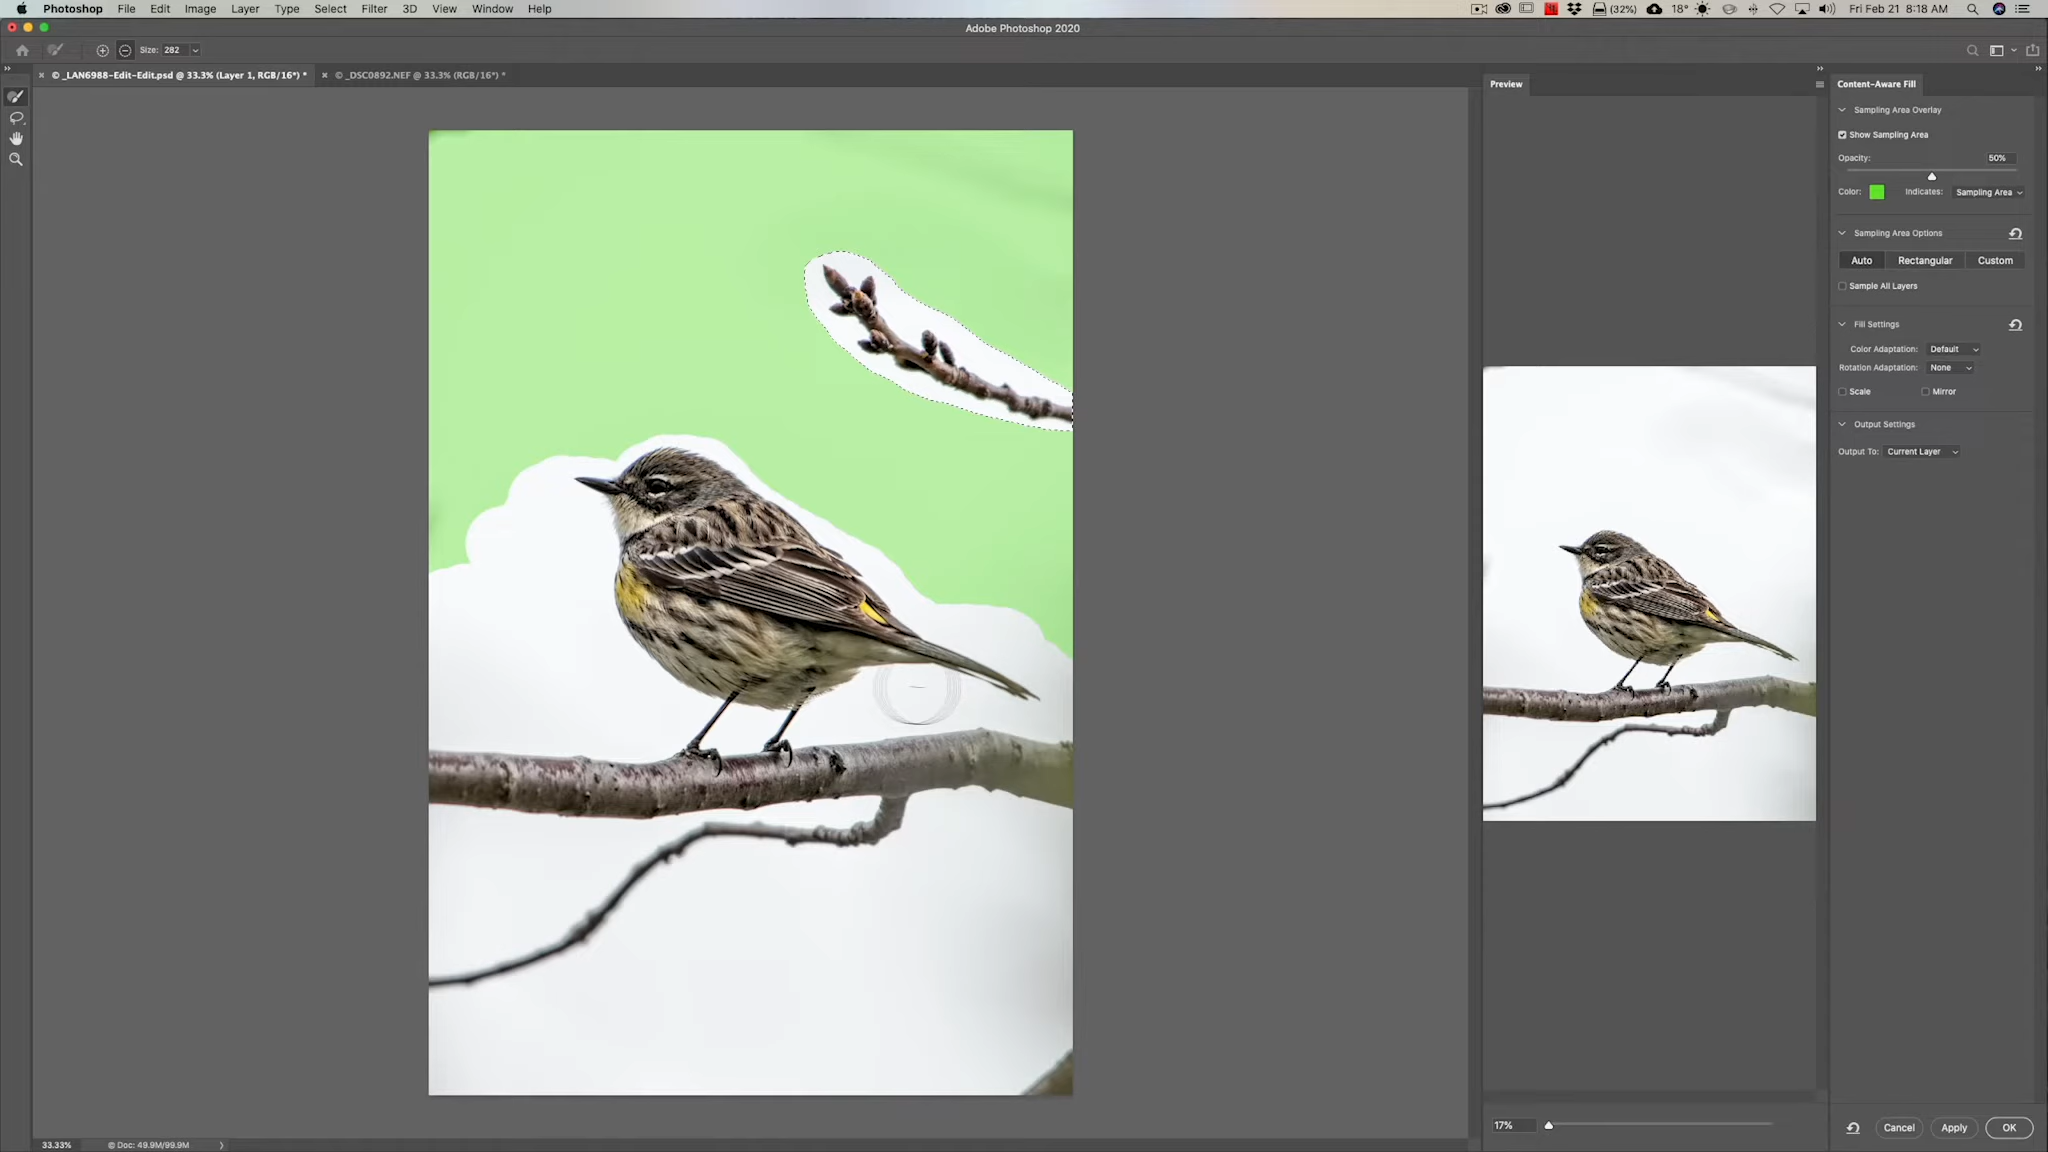 Photoshop File Edit Image Layer Type Select Filter 3D View Window Help (32%) 18° Fri Feb 21 8:18 AM
Adobe Photoshop 2020
Size: 282
© _LAN6988-Edit-Edit.psd @ 33.3% (Layer 1, RGB/16*) * © _DSC0892.NEF @ 33.3% (RGB/16*) *
Preview
Content-Aware Fill
Sampling Area Overlay
Show Sampling Area
Opacity: 50%
Color: Indicates: Sampling Area
Sampling Area Options
Auto Rectangular Custom
Sample All Layers
Fill Settings
Color Adaptation: Default
Rotation Adaptation: None
Scale Mirror
Output Settings
Output To: Current Layer
17%
Cancel Apply OK
33.33% © Doc: 49.9M/99.9M